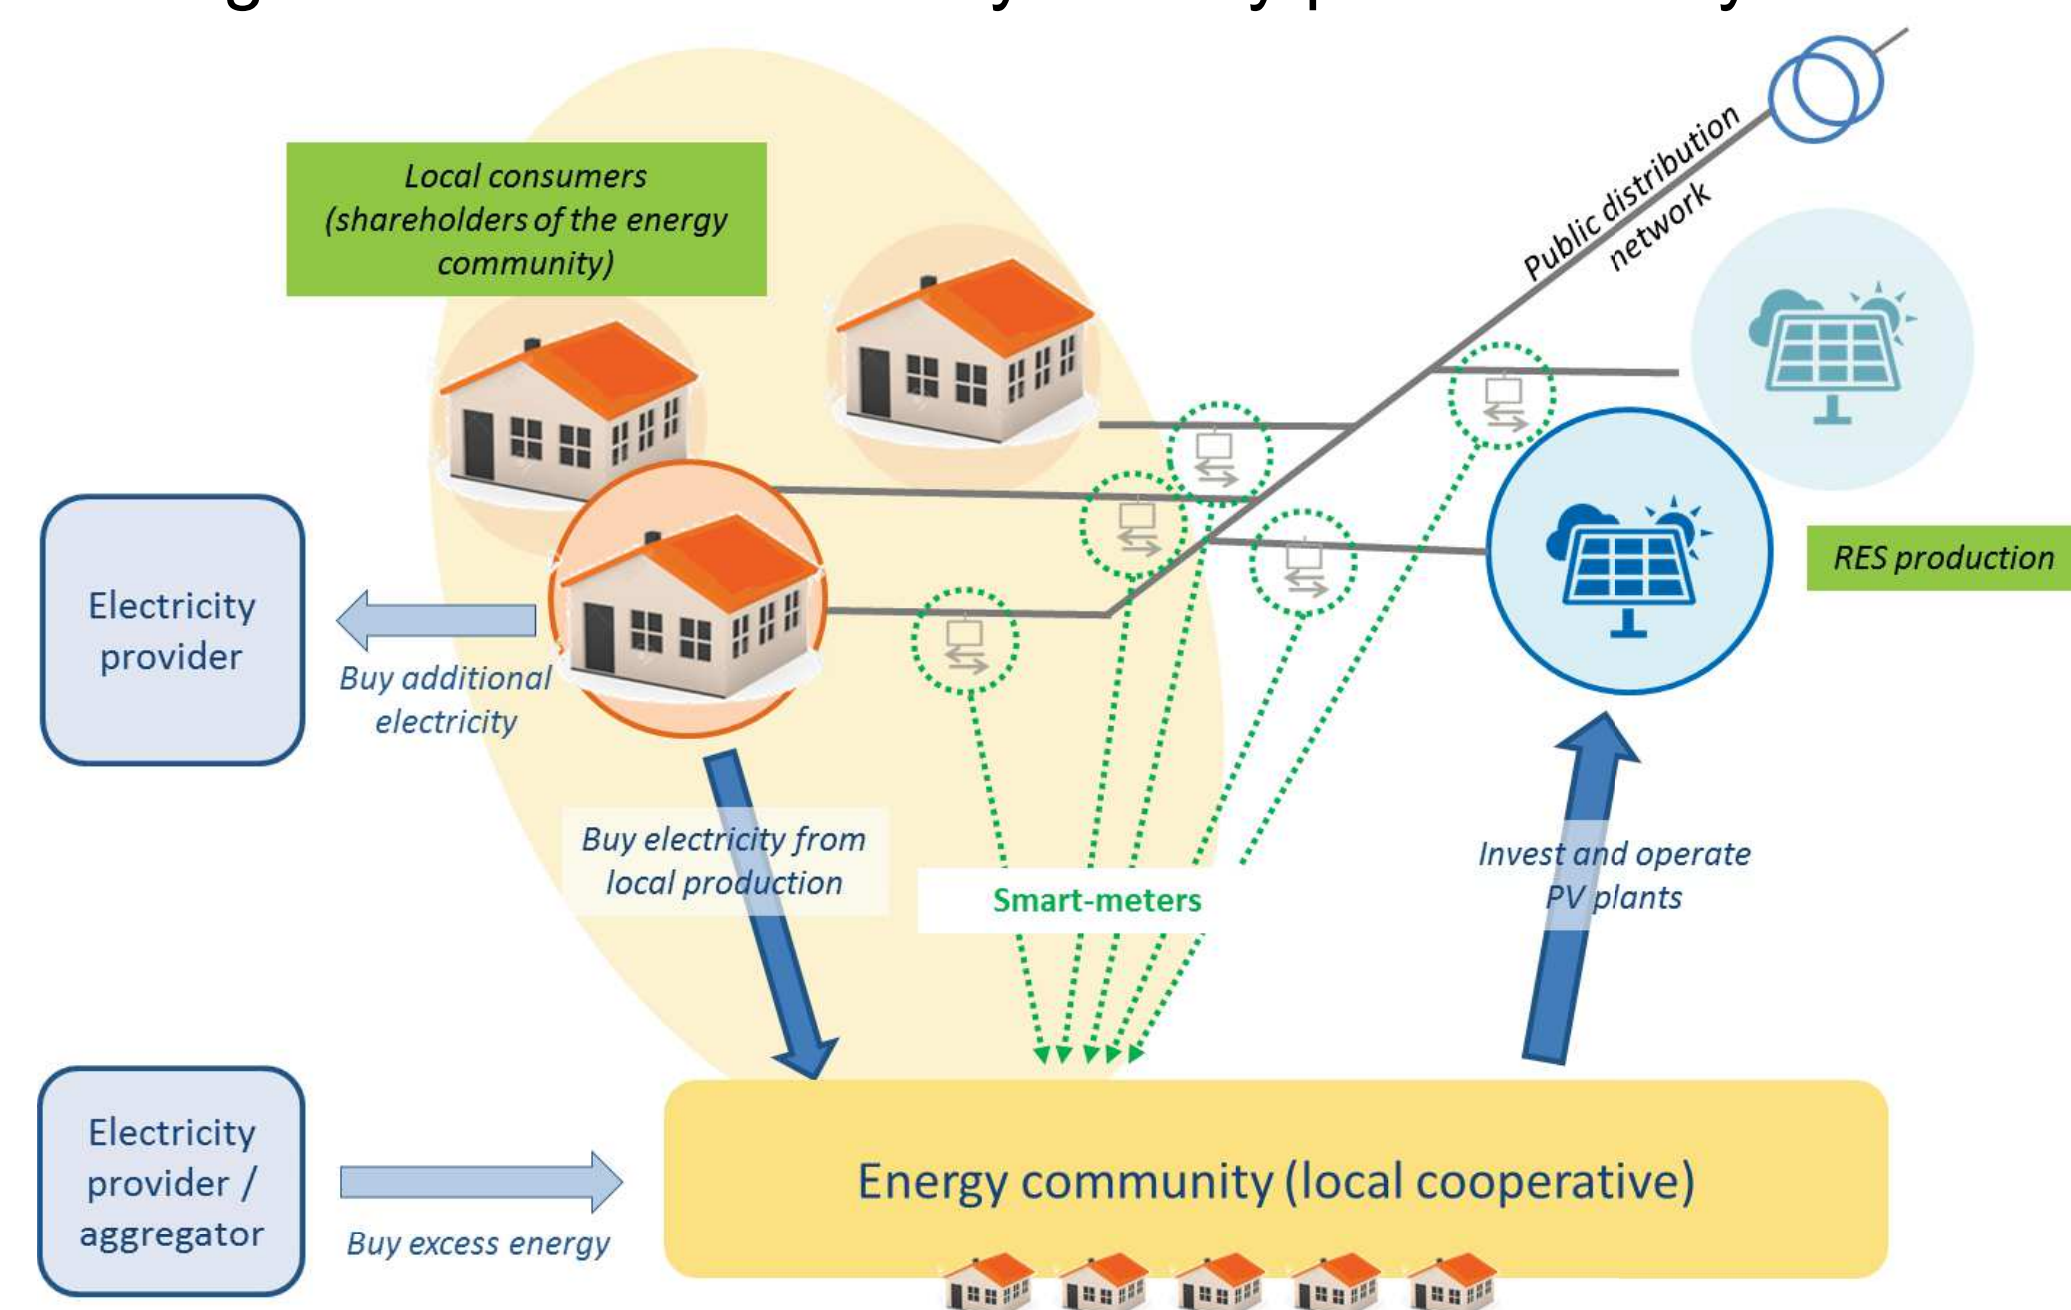 Local consumers
(shareholders of the energy
community)
Public distribution
network
RES production
Electricity
provider
Buy additional
electricity
Buy electricity from
local production
Smart-meters
Invest and operate
PV plants
Electricity
provider /
aggregator
Buy excess energy
Energy community (local cooperative)